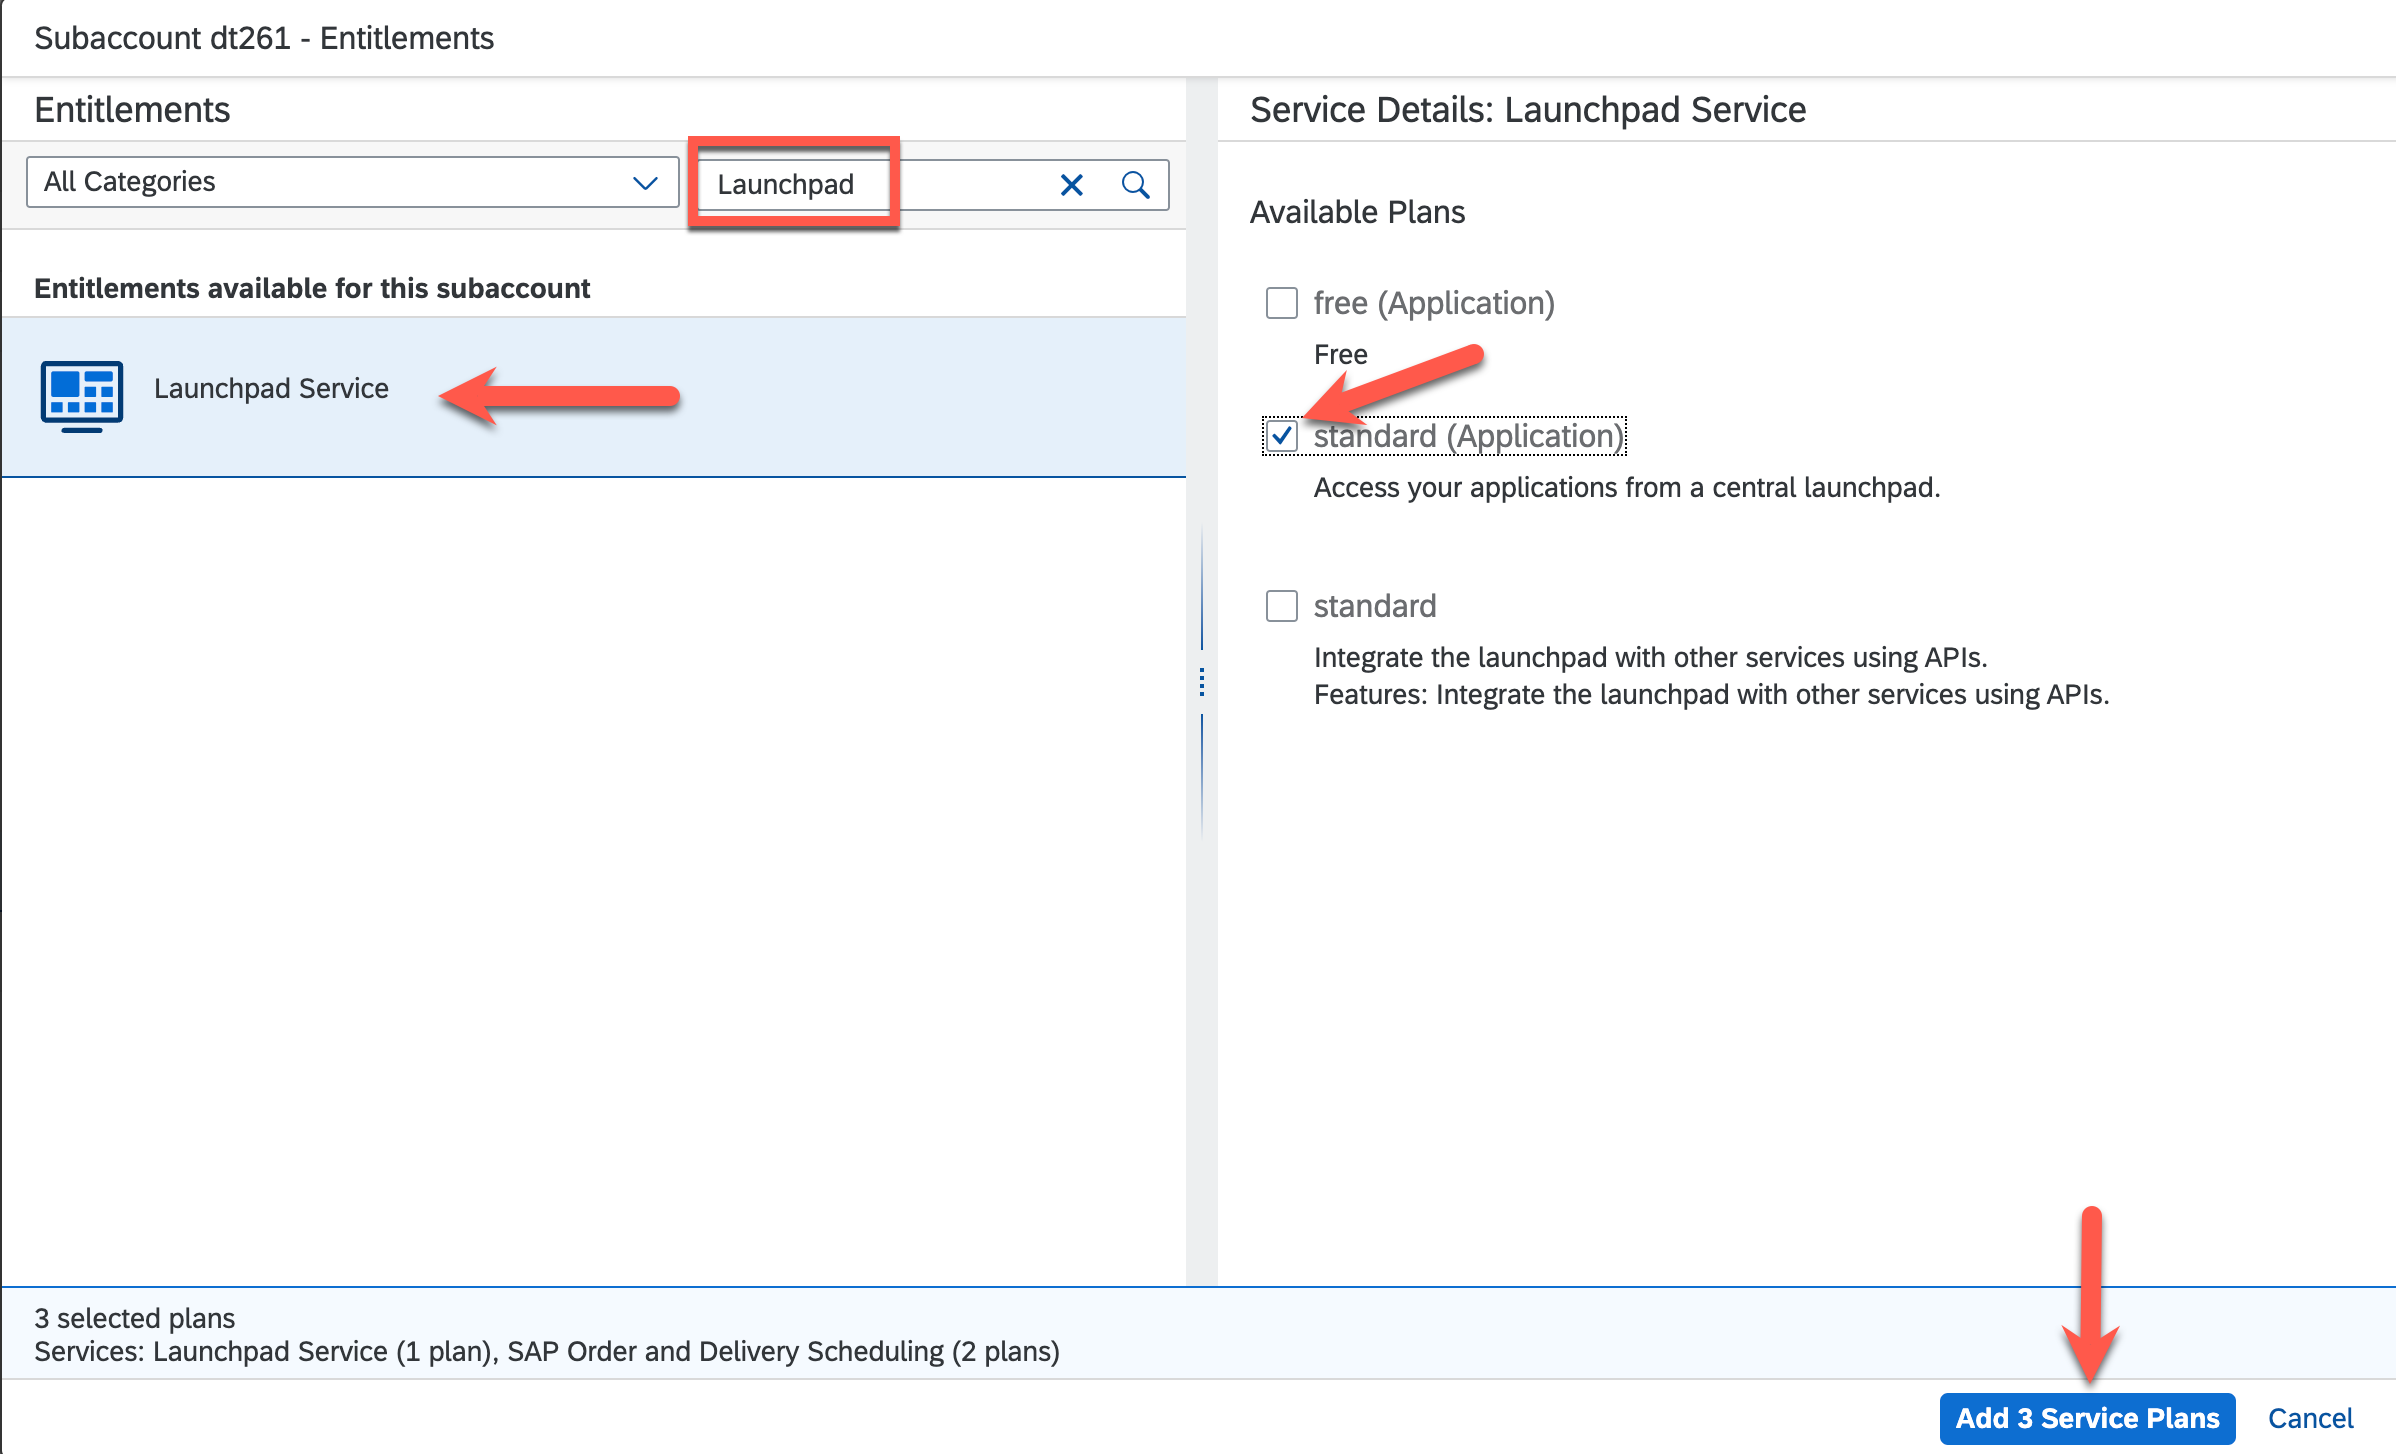 Subaccount dt261 - Entitlements
Entitlements
All Categories
Launchpad
Entitlements available for this subaccount
Launchpad Service
Service Details: Launchpad Service
Available Plans
free (Application)
Free
standard (Application)
Access your applications from a central launchpad.
standard
Integrate the launchpad with other services using APIs.
Features: Integrate the launchpad with other services using APIs.
3 selected plans
Services: Launchpad Service (1 plan), SAP Order and Delivery Scheduling (2 plans)
Add 3 Service Plans
Cancel